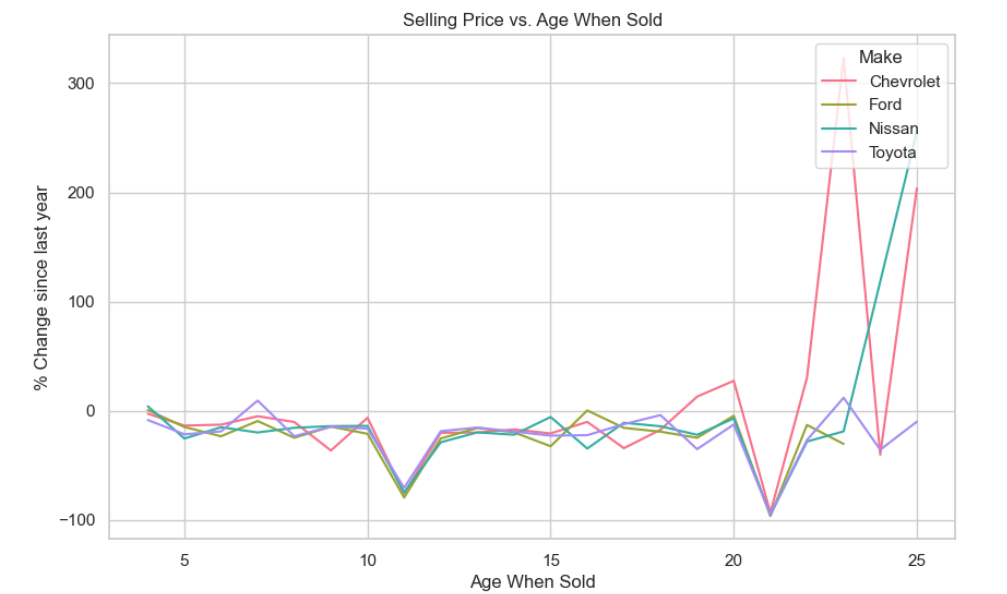 Selling Price vs. Age When Sold
% Change since last year
300
200
100
0
−100
5
10
15
20
25
Age When Sold
Make
Chevrolet
Ford
Nissan
Toyota